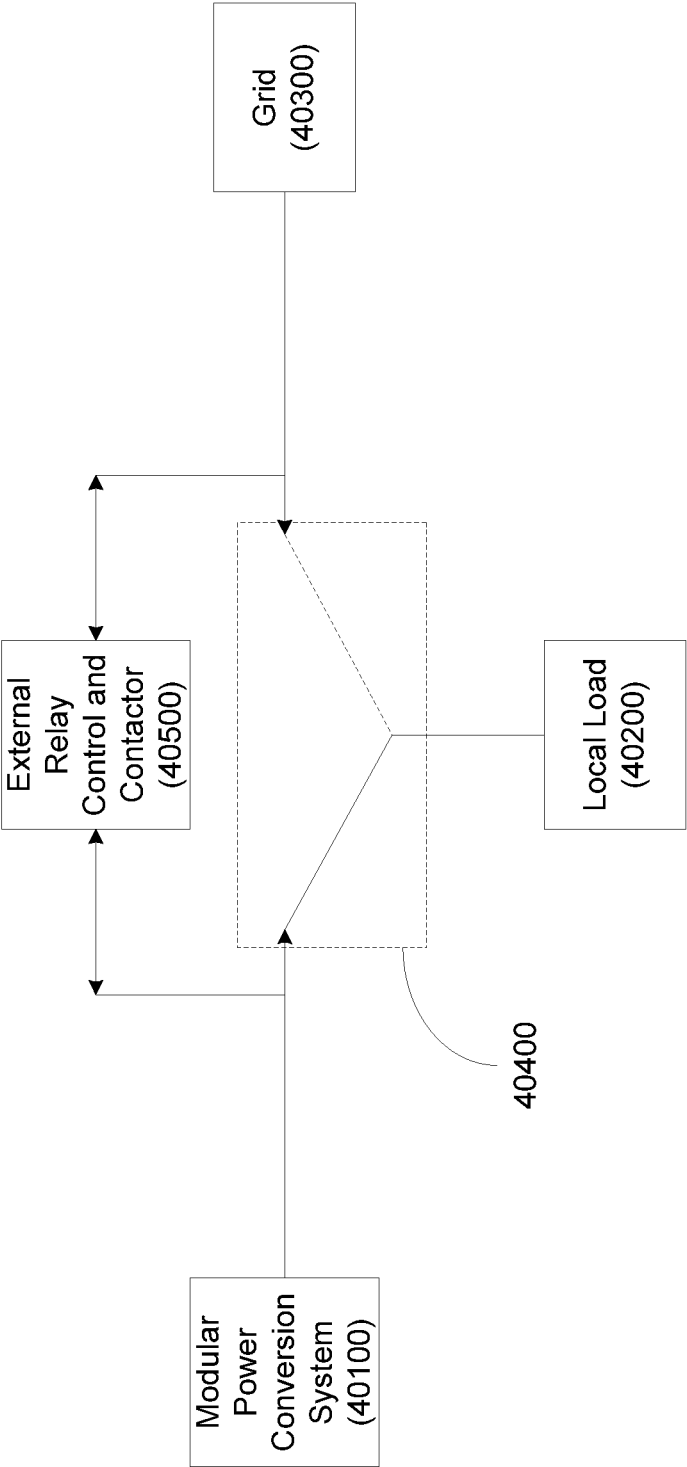 Modular
Power
Conversion
System
(40100)
External
Relay
Control and
Contactor
(40500)
Grid
(40300)
40400
Local Load
(40200)